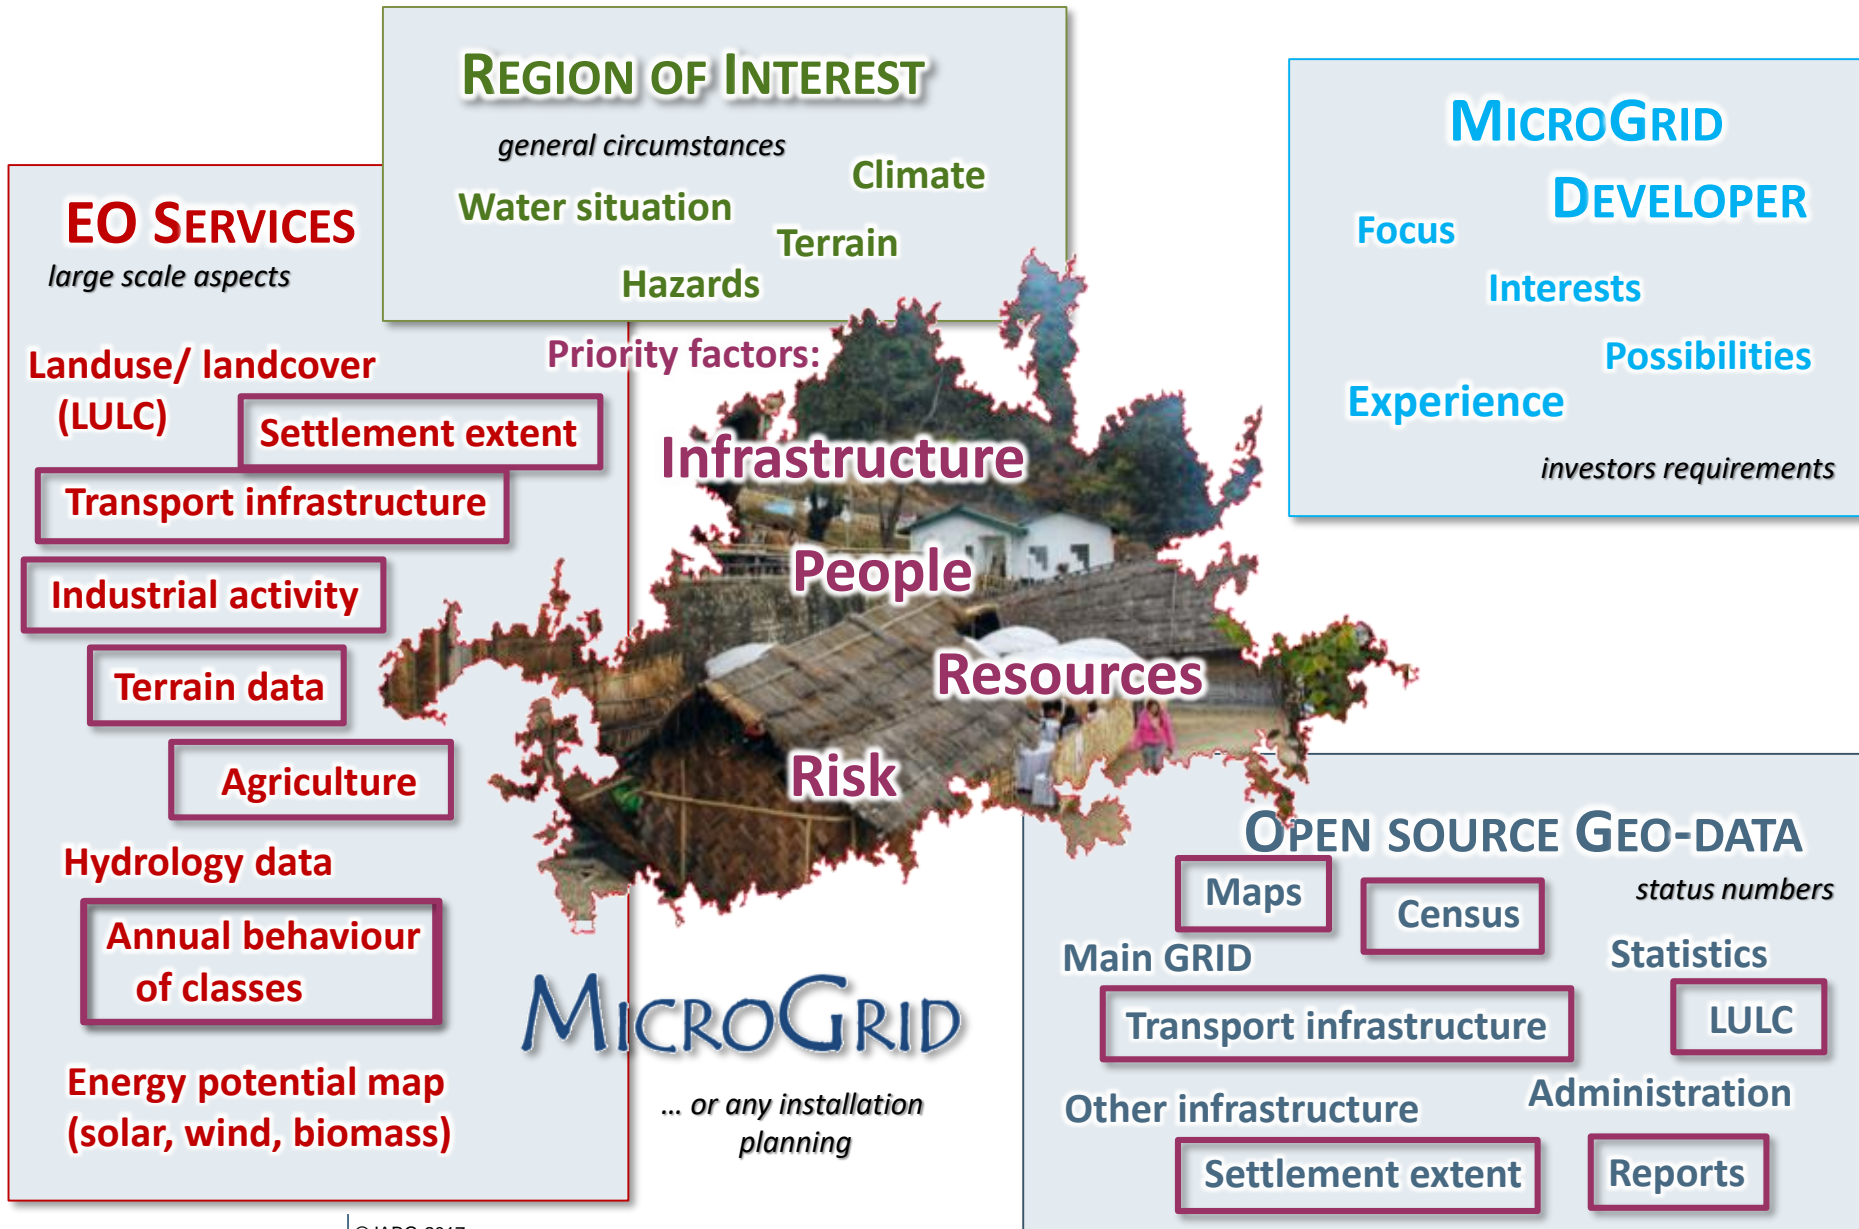 REGION OF INTEREST
general circumstances
Climate
Water situation
Terrain
Hazards
MICROGRID
DEVELOPER
Focus
Interests
Possibilities
Experience
investors requirements
EO SERVICES
large scale aspects
Landuse/ landcover
(LULC)
Settlement extent
Transport infrastructure
Industrial activity
Terrain data
Agriculture
Hydrology data
Annual behaviour
of classes
Energy potential map
(solar, wind, biomass)
Priority factors:
Infrastructure
People
Resources
Risk
MICROGRID
... or any installation
planning
OPEN SOURCE GEO-DATA
status numbers
Maps
Census
Main GRID
Statistics
Transport infrastructure
LULC
Other infrastructure
Administration
Settlement extent
Reports